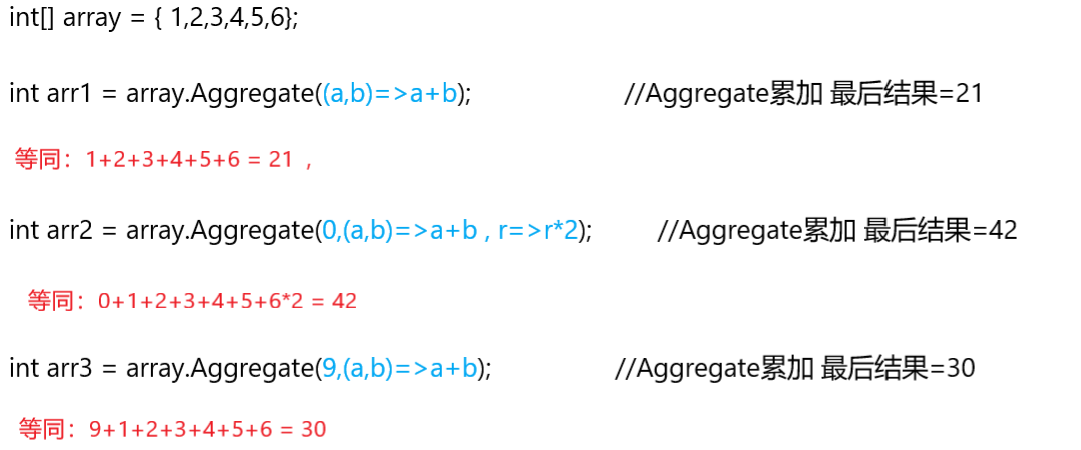 int[] array = { 1,2,3,4,5,6};
int arr1 = array.Aggregate((a,b)=>a+b); //Aggregate累加 最后结果=21
等同：1+2+3+4+5+6 = 21 ，
int arr2 = array.Aggregate(0,(a,b)=>a+b , r=>r*2); //Aggregate累加 最后结果=42
等同：0+1+2+3+4+5+6*2 = 42
int arr3 = array.Aggregate(9,(a,b)=>a+b); //Aggregate累加 最后结果=30
等同：9+1+2+3+4+5+6 = 30